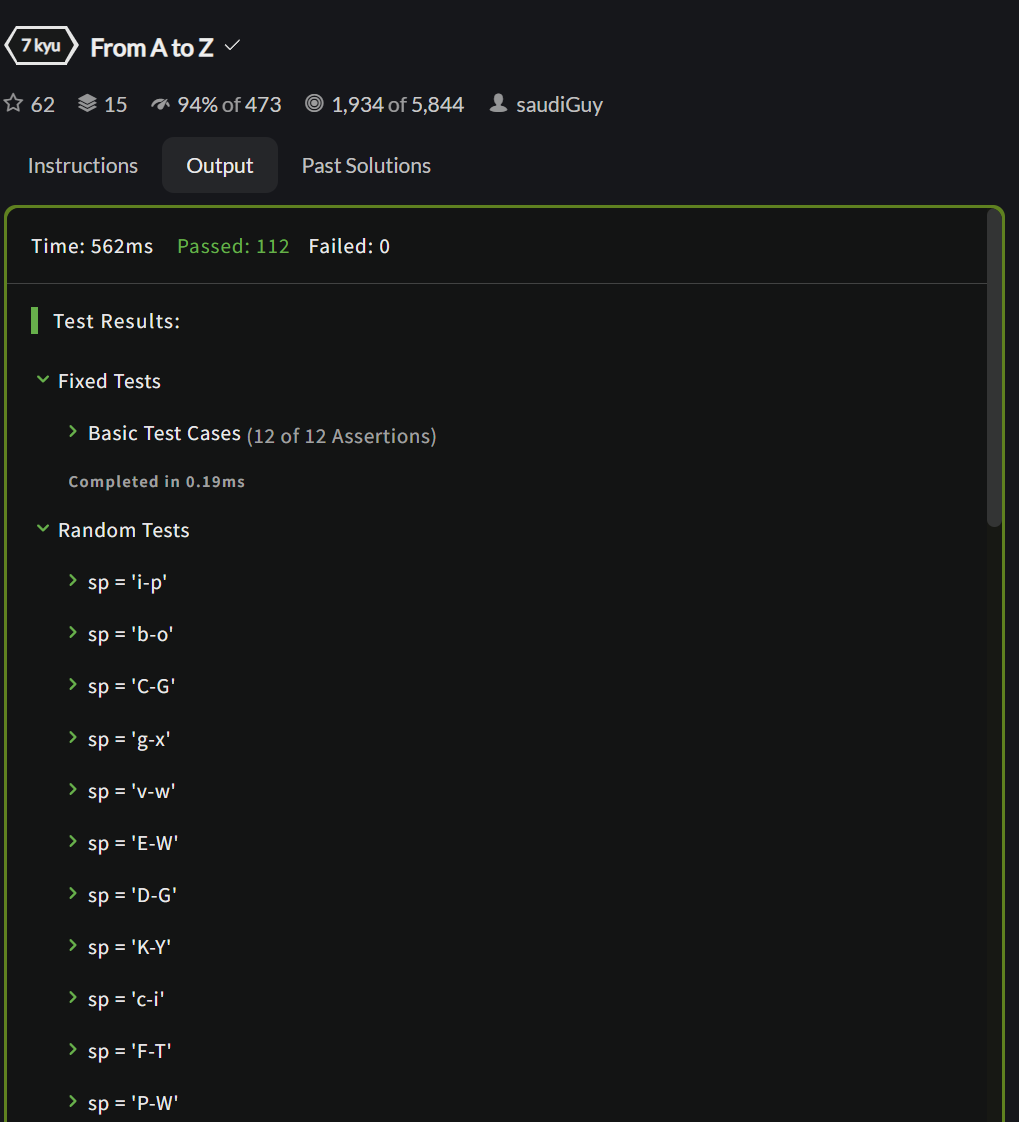 7 kyu From A to Z
62 15 94% of 473 1,934 of 5,844 saudiGuy
Instructions Output Past Solutions
Time: 562ms Passed: 112 Failed: 0
Test Results:
Fixed Tests
Basic Test Cases (12 of 12 Assertions)
Completed in 0.19ms
Random Tests
sp = 'i-p'
sp = 'b-o'
sp = 'C-G'
sp = 'g-x'
sp = 'v-w'
sp = 'E-W'
sp = 'D-G'
sp = 'K-Y'
sp = 'c-i'
sp = 'F-T'
sp = 'P-W'